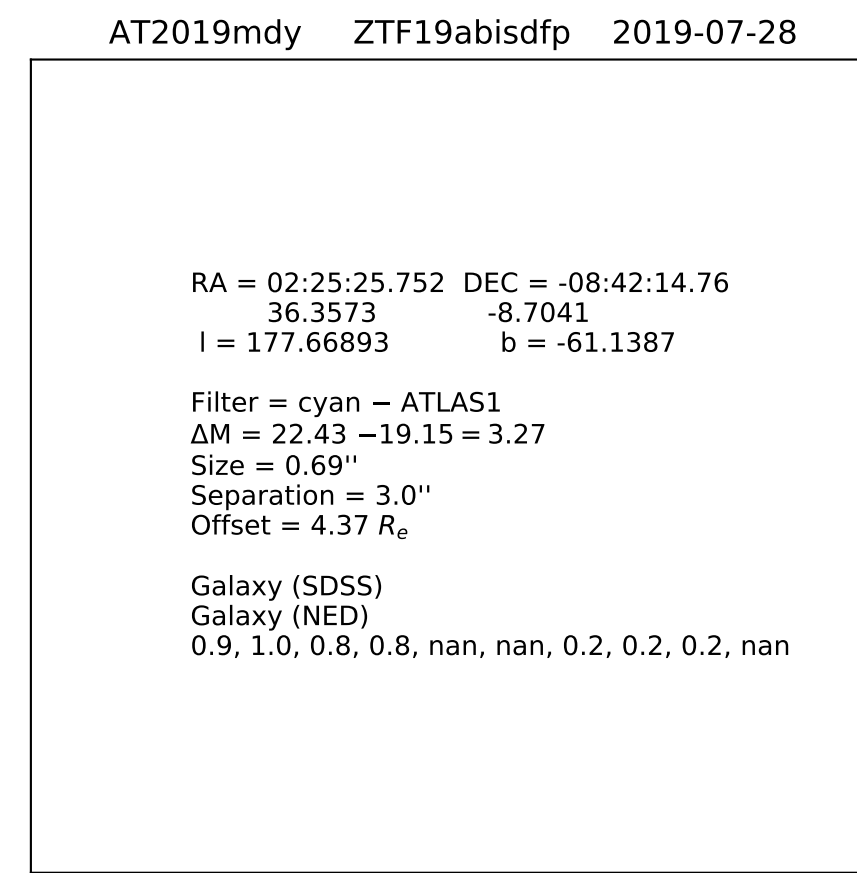 AT2019mdy ZTF19abisdfp 2019-07-28
RA = 02:25:25.752 DEC = -08:42:14.76
36.3573 -8.7041
l = 177.66893 b = -61.1387
Filter = cyan − ATLAS1
ΔM = 22.43 −19.15 = 3.27
Size = 0.69''
Separation = 3.0''
Offset = 4.37 Re
Galaxy (SDSS)
Galaxy (NED)
0.9, 1.0, 0.8, 0.8, nan, nan, 0.2, 0.2, 0.2, nan